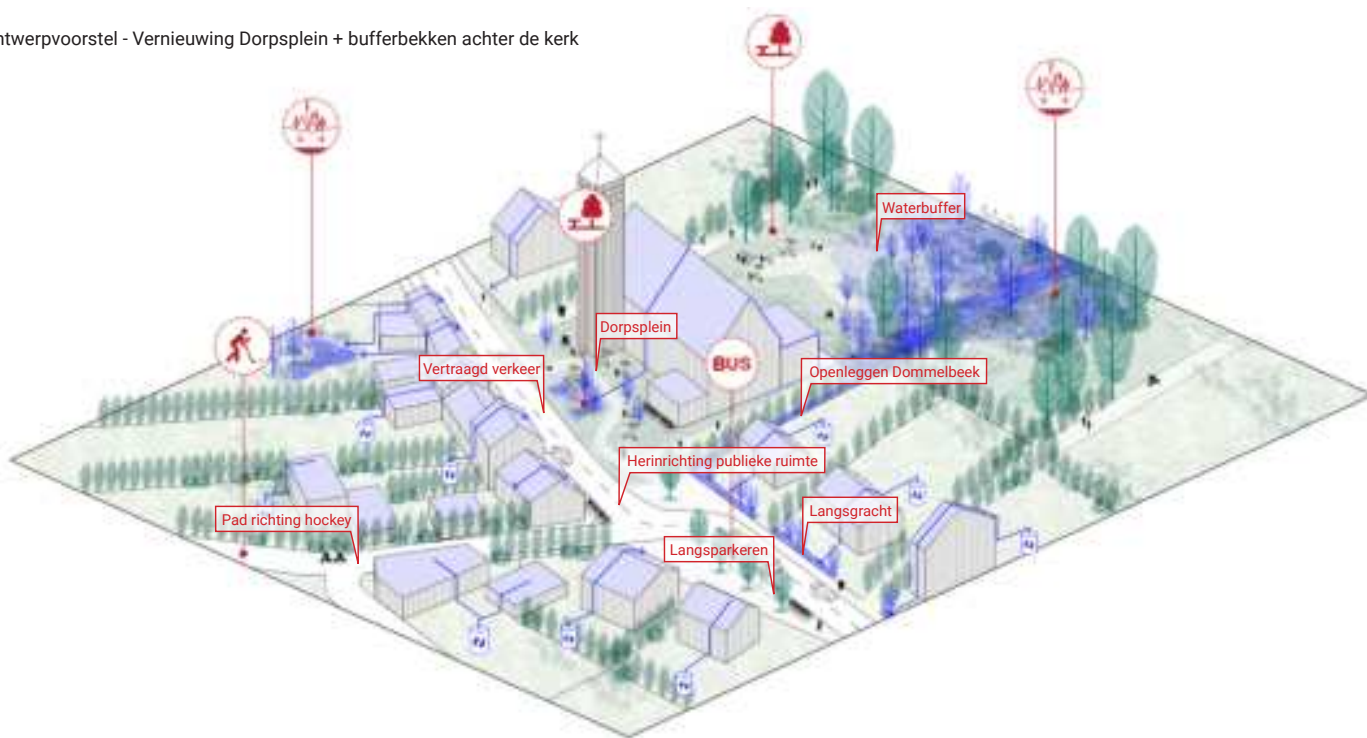 ntwerpvoorstel - Vernieuwing Dorpsplein + bufferbekken achter de kerk
Waterbuffer
Dorpsplein
Vertraagd verkeer
BUS
Openleggen Dommelbeek
Herinrichting publieke ruimte
Langsgracht
Pad richting hockey
Langsparkeren